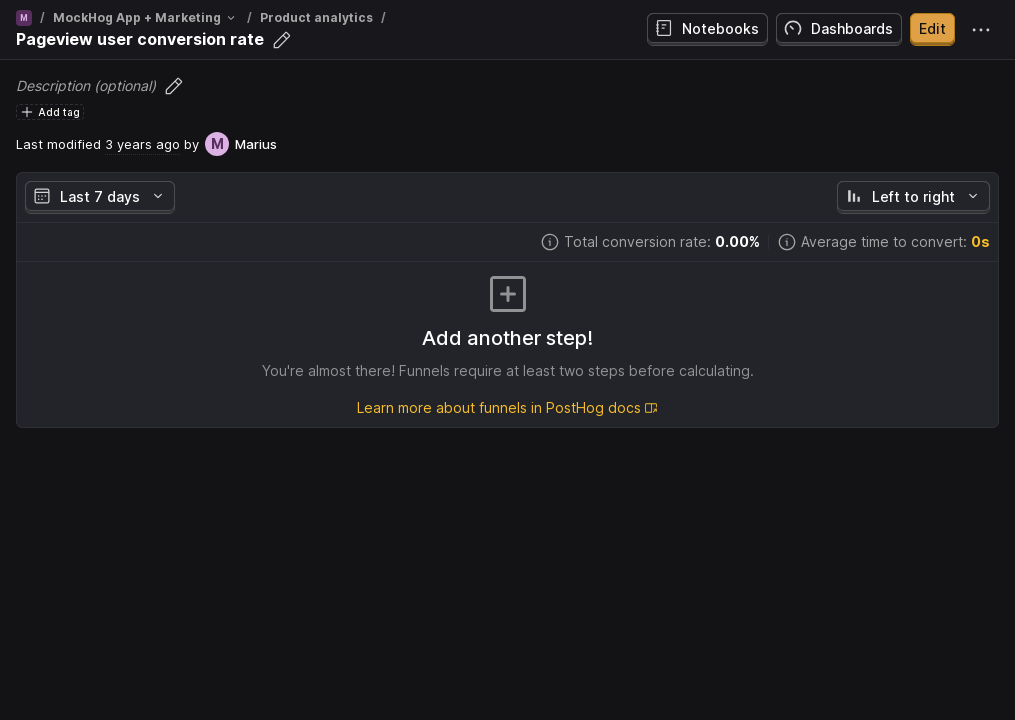 M / MockHog App + Marketing / Product analytics /
Pageview user conversion rate
Notebooks
Dashboards
Edit
Description (optional)
Add tag
Last modified 3 years ago by M Marius
Last 7 days
Left to right
Total conversion rate: 0.00%
Average time to convert: 0s
Add another step!
You're almost there! Funnels require at least two steps before calculating.
Learn more about funnels in PostHog docs